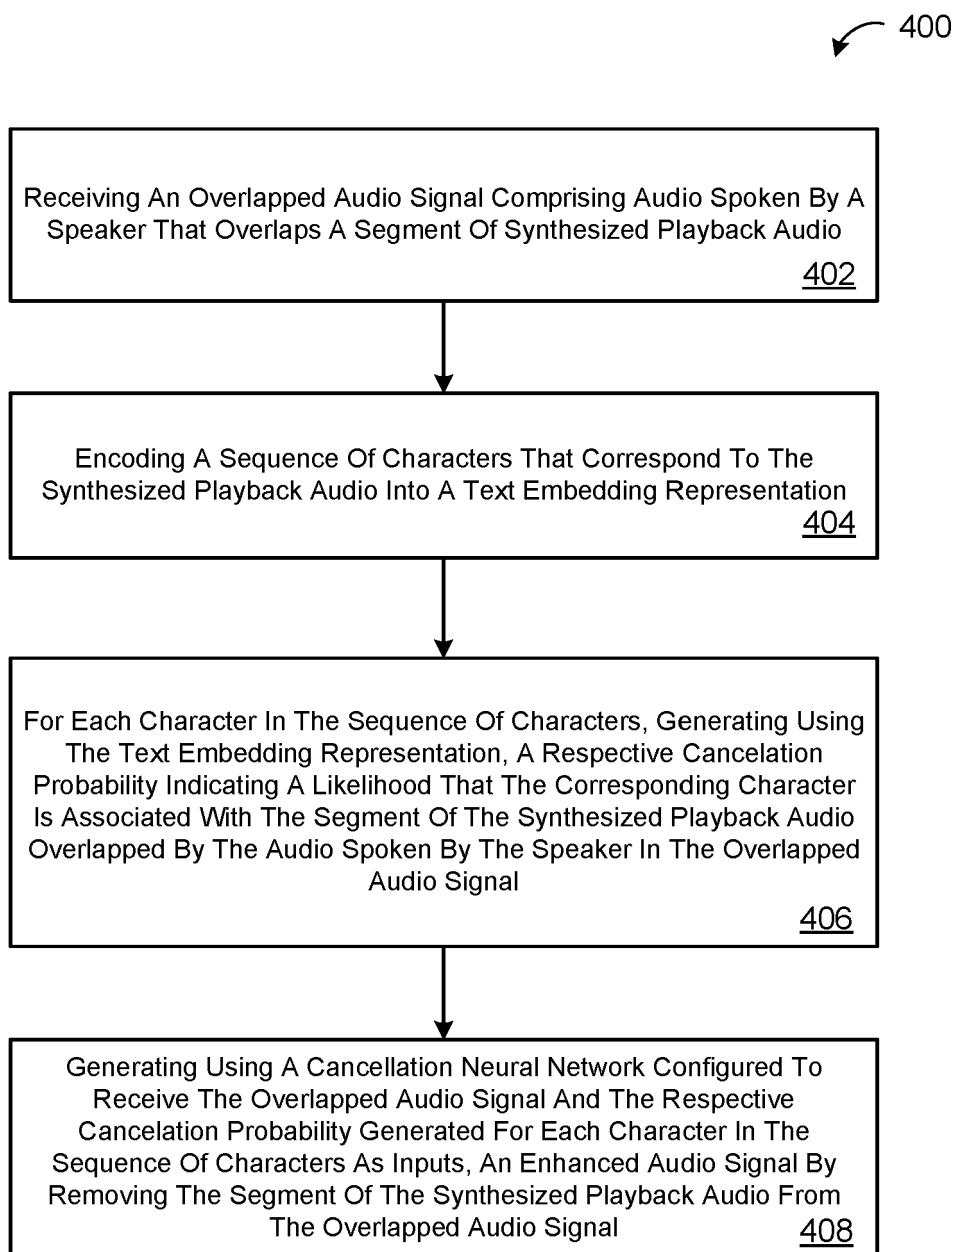 400
Receiving An Overlapped Audio Signal Comprising Audio Spoken By A
Speaker That Overlaps A Segment Of Synthesized Playback Audio
402
Encoding A Sequence Of Characters That Correspond To The
Synthesized Playback Audio Into A Text Embedding Representation
404
For Each Character In The Sequence Of Characters, Generating Using
The Text Embedding Representation, A Respective Cancelation
Probability Indicating A Likelihood That The Corresponding Character
Is Associated With The Segment Of The Synthesized Playback Audio
Overlapped By The Audio Spoken By The Speaker In The Overlapped
Audio Signal
406
Generating Using A Cancellation Neural Network Configured To
Receive The Overlapped Audio Signal And The Respective
Cancelation Probability Generated For Each Character In The
Sequence Of Characters As Inputs, An Enhanced Audio Signal By
Removing The Segment Of The Synthesized Playback Audio From
The Overlapped Audio Signal
408